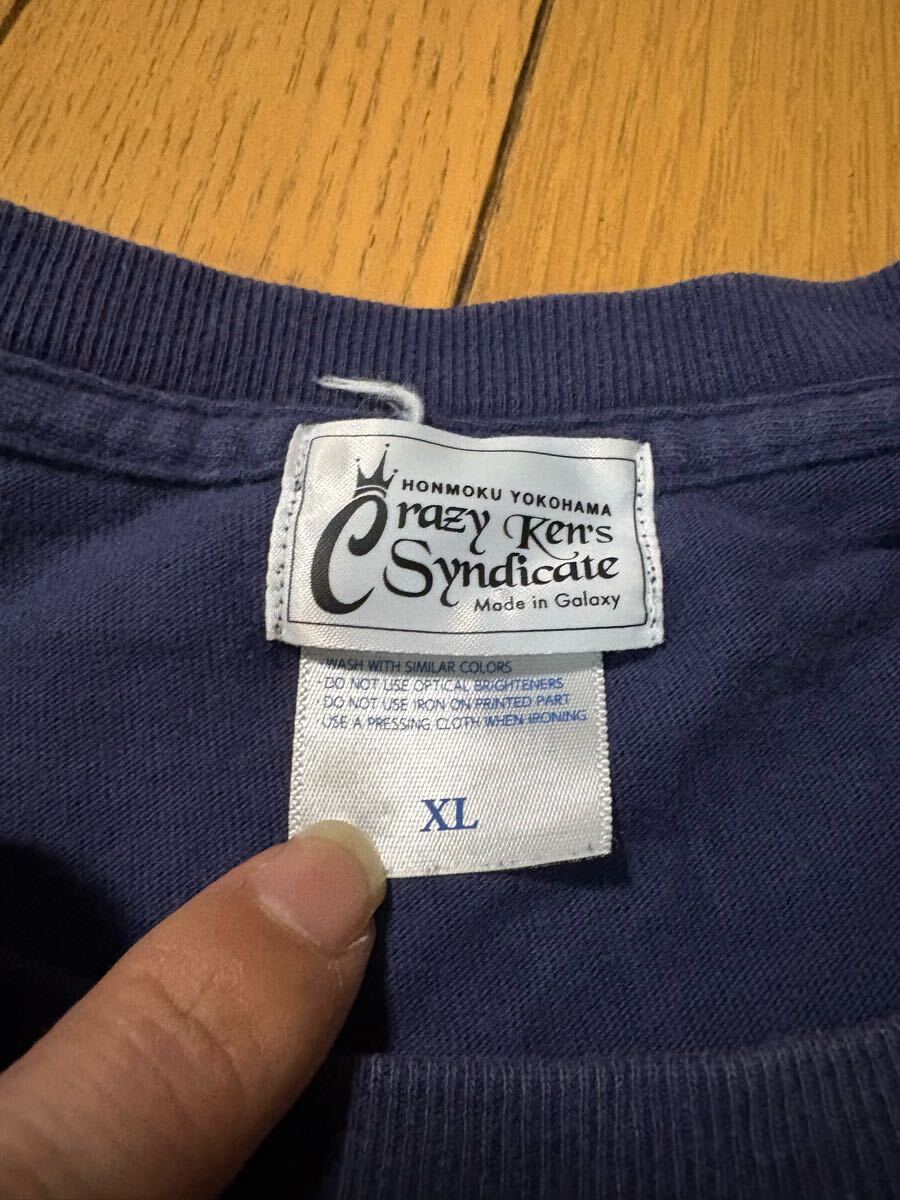 HONMOKU YOKOHAMA
Crazy Ken's
Syndicate
Made in Galaxy
WASH WITH SIMILAR COLORS
DO NOT USE OPTICAL BRIGHTENERS
DO NOT USE IRON ON PRINTED PART
USE A PRESSING CLOTH WHEN IRONING
XL